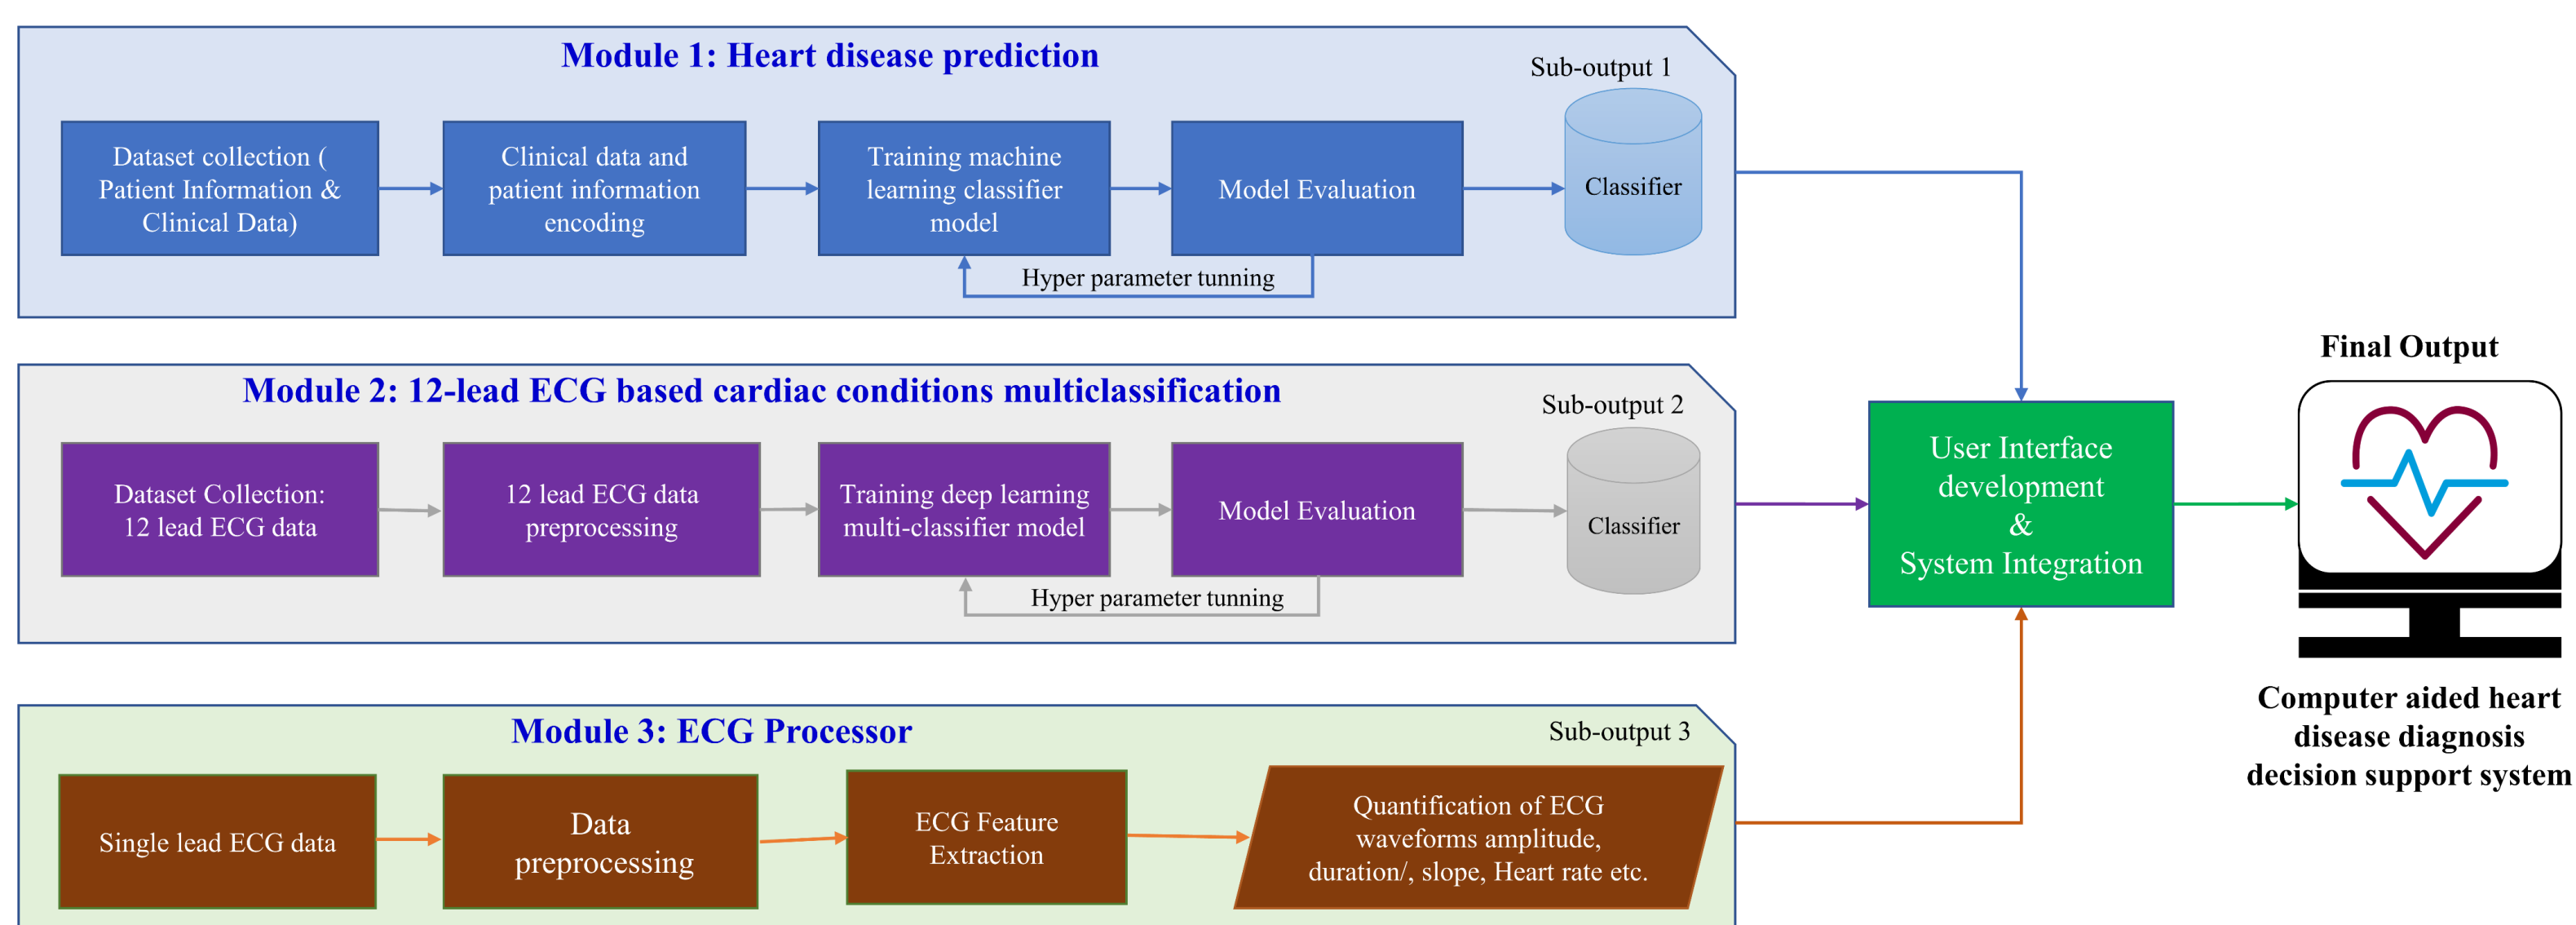 Module 1: Heart disease prediction
Sub-output 1
Dataset collection (
Patient Information &
Clinical Data)
Clinical data and
patient information
encoding
Training machine
learning classifier
model
Model Evaluation
Classifier
Hyper parameter tunning
Module 2: 12-lead ECG based cardiac conditions multiclassification
Sub-output 2
Dataset Collection:
12 lead ECG data
12 lead ECG data
preprocessing
Training deep learning
multi-classifier model
Model Evaluation
Classifier
Hyper parameter tunning
Module 3: ECG Processor
Sub-output 3
Single lead ECG data
Data
preprocessing
ECG Feature
Extraction
Quantification of ECG
waveforms amplitude,
duration/, slope, Heart rate etc.
User Interface
development
&
System Integration
Final Output
Computer aided heart
disease diagnosis
decision support system